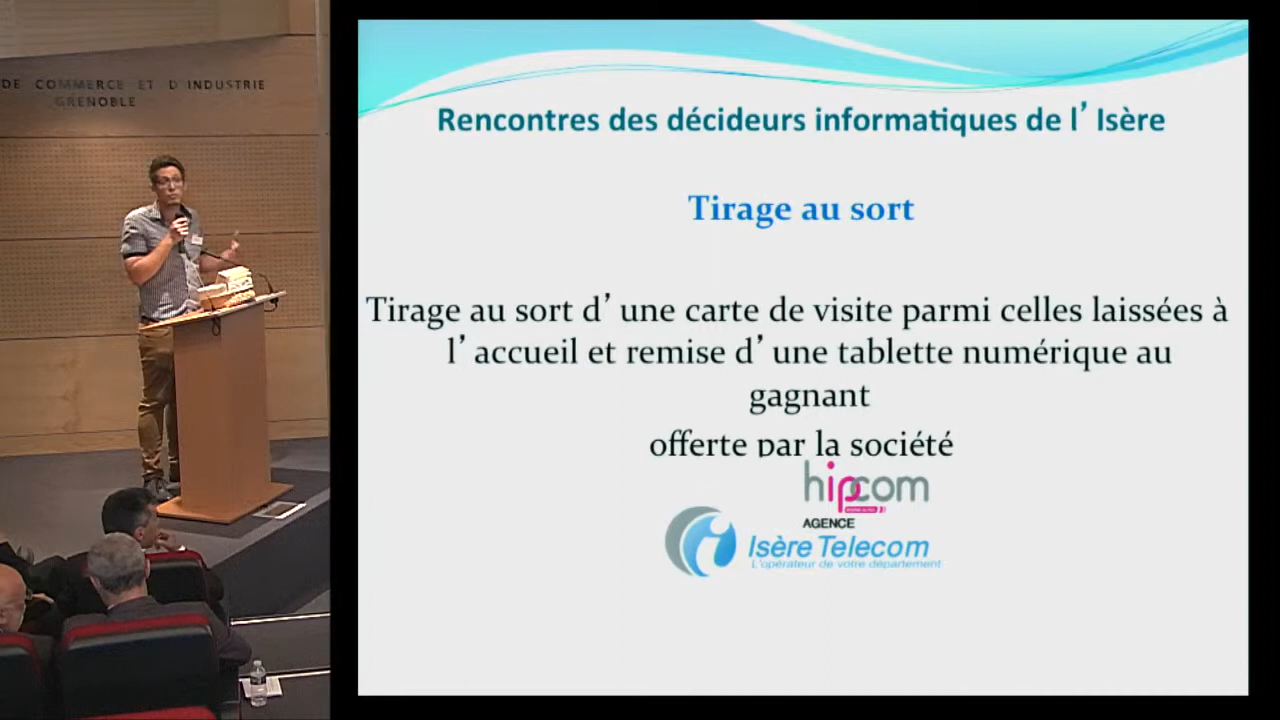 DE COMMERCE ET D'INDUSTRIE
GRENOBLE
Rencontres des décideurs informatiques de l’ Isère
Tirage au sort
Tirage au sort d’ une carte de visite parmi celles laissées à
l’ accueil et remise d’ une tablette numérique au
gagnant
offerte par la société
hipcom
AGENCE
Isère Telecom
L'opérateur de votre département